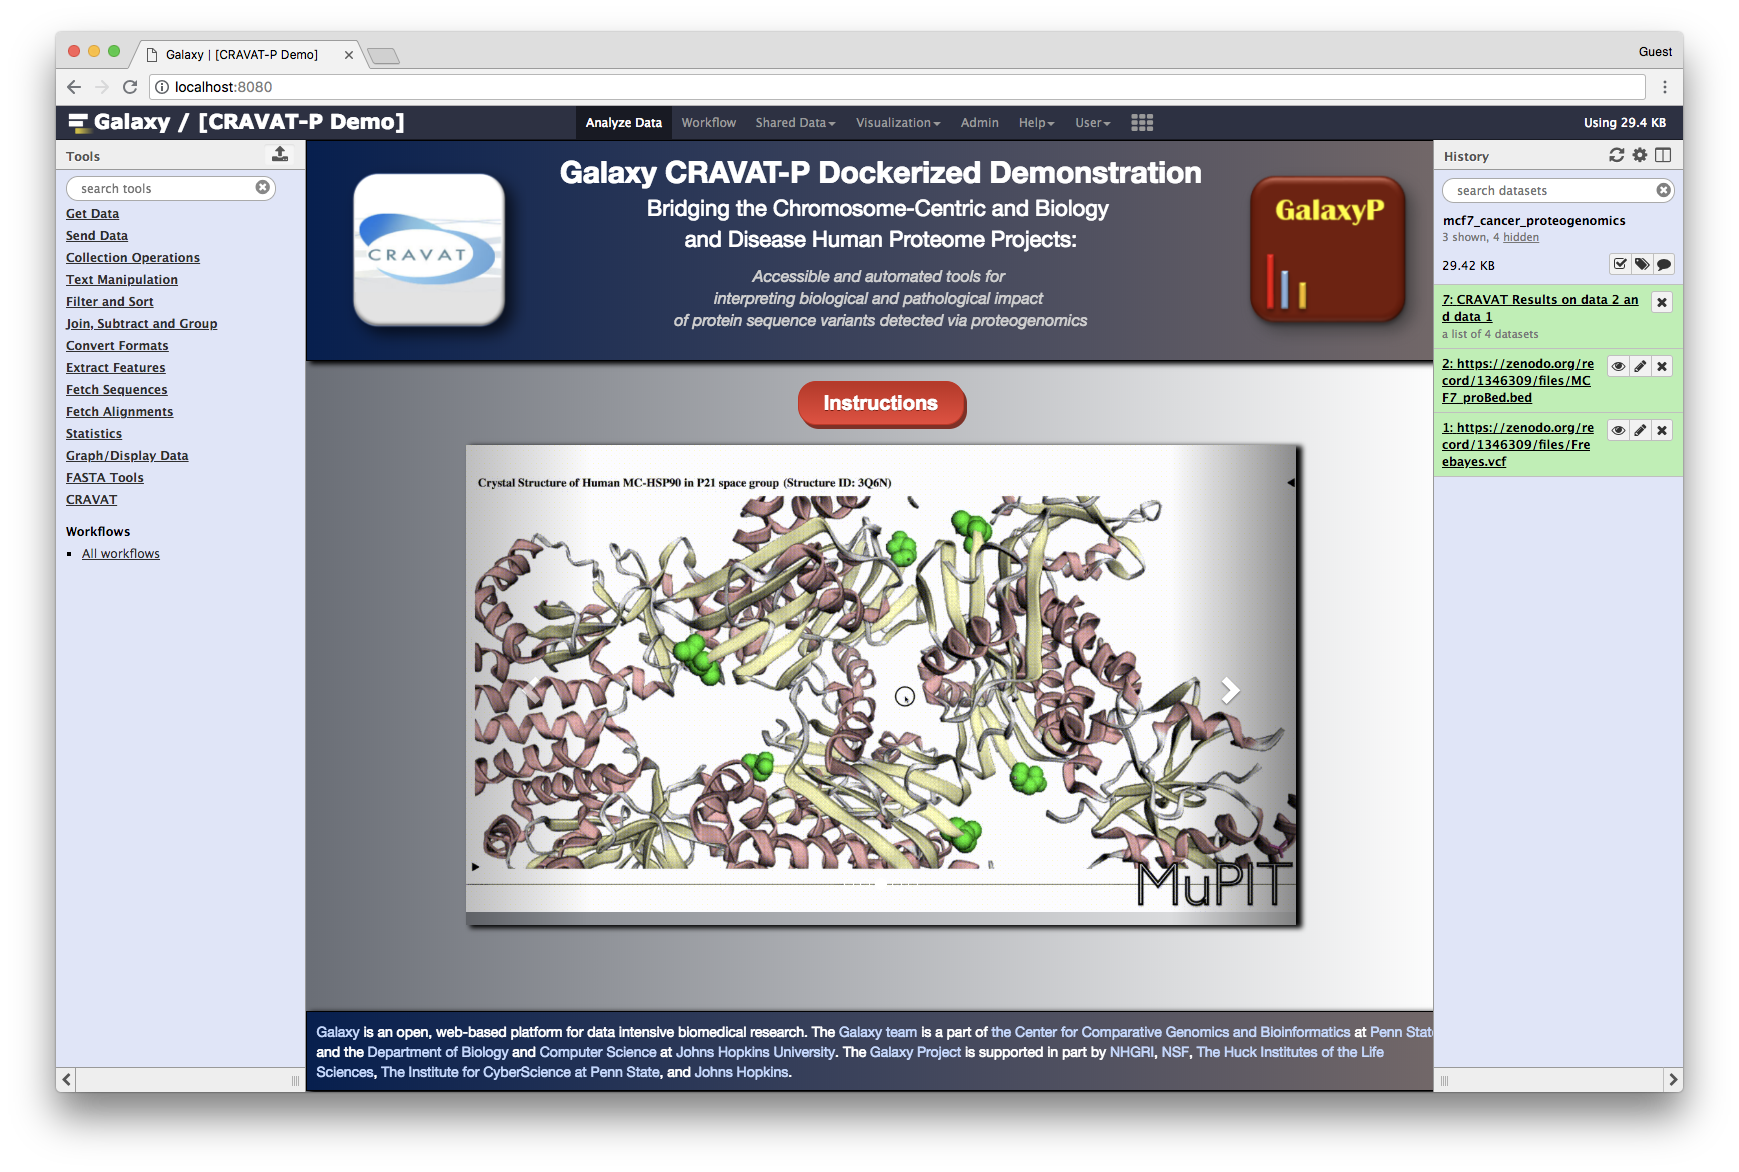 Galaxy | [CRAVAT-P Demo]
Guest
localhost:8080
Galaxy / [CRAVAT-P Demo]
Analyze Data
Workflow
Shared Data
Visualization
Admin
Help
User
Using 29.4 KB
Tools
search tools
Get Data
Send Data
Collection Operations
Text Manipulation
Filter and Sort
Join, Subtract and Group
Convert Formats
Extract Features
Fetch Sequences
Fetch Alignments
Statistics
Graph/Display Data
FASTA Tools
CRAVAT
Workflows
All workflows
CRAVAT
Galaxy CRAVAT-P Dockerized Demonstration
Bridging the Chromosome-Centric and Biology
and Disease Human Proteome Projects:
Accessible and automated tools for
interpreting biological and pathological impact
of protein sequence variants detected via proteogenomics
GalaxyP
Instructions
Crystal Structure of Human MC-HSP90 in P21 space group (Structure ID: 3Q6N)
MuPIT
Galaxy is an open, web-based platform for data intensive biomedical research. The Galaxy team is a part of the Center for Comparative Genomics and Bioinformatics at Penn State
and the Department of Biology and Computer Science at Johns Hopkins University. The Galaxy Project is supported in part by NHGRI, NSF, The Huck Institutes of the Life
Sciences, The Institute for CyberScience at Penn State, and Johns Hopkins.
History
search datasets
mcf7_cancer_proteogenomics
3 shown, 4 hidden
29.42 KB
7: CRAVAT Results on data 2 an
d data 1
a list of 4 datasets
2: https://zenodo.org/re
cord/1346309/files/MC
F7_proBed.bed
1: https://zenodo.org/re
cord/1346309/files/Fre
ebayes.vcf